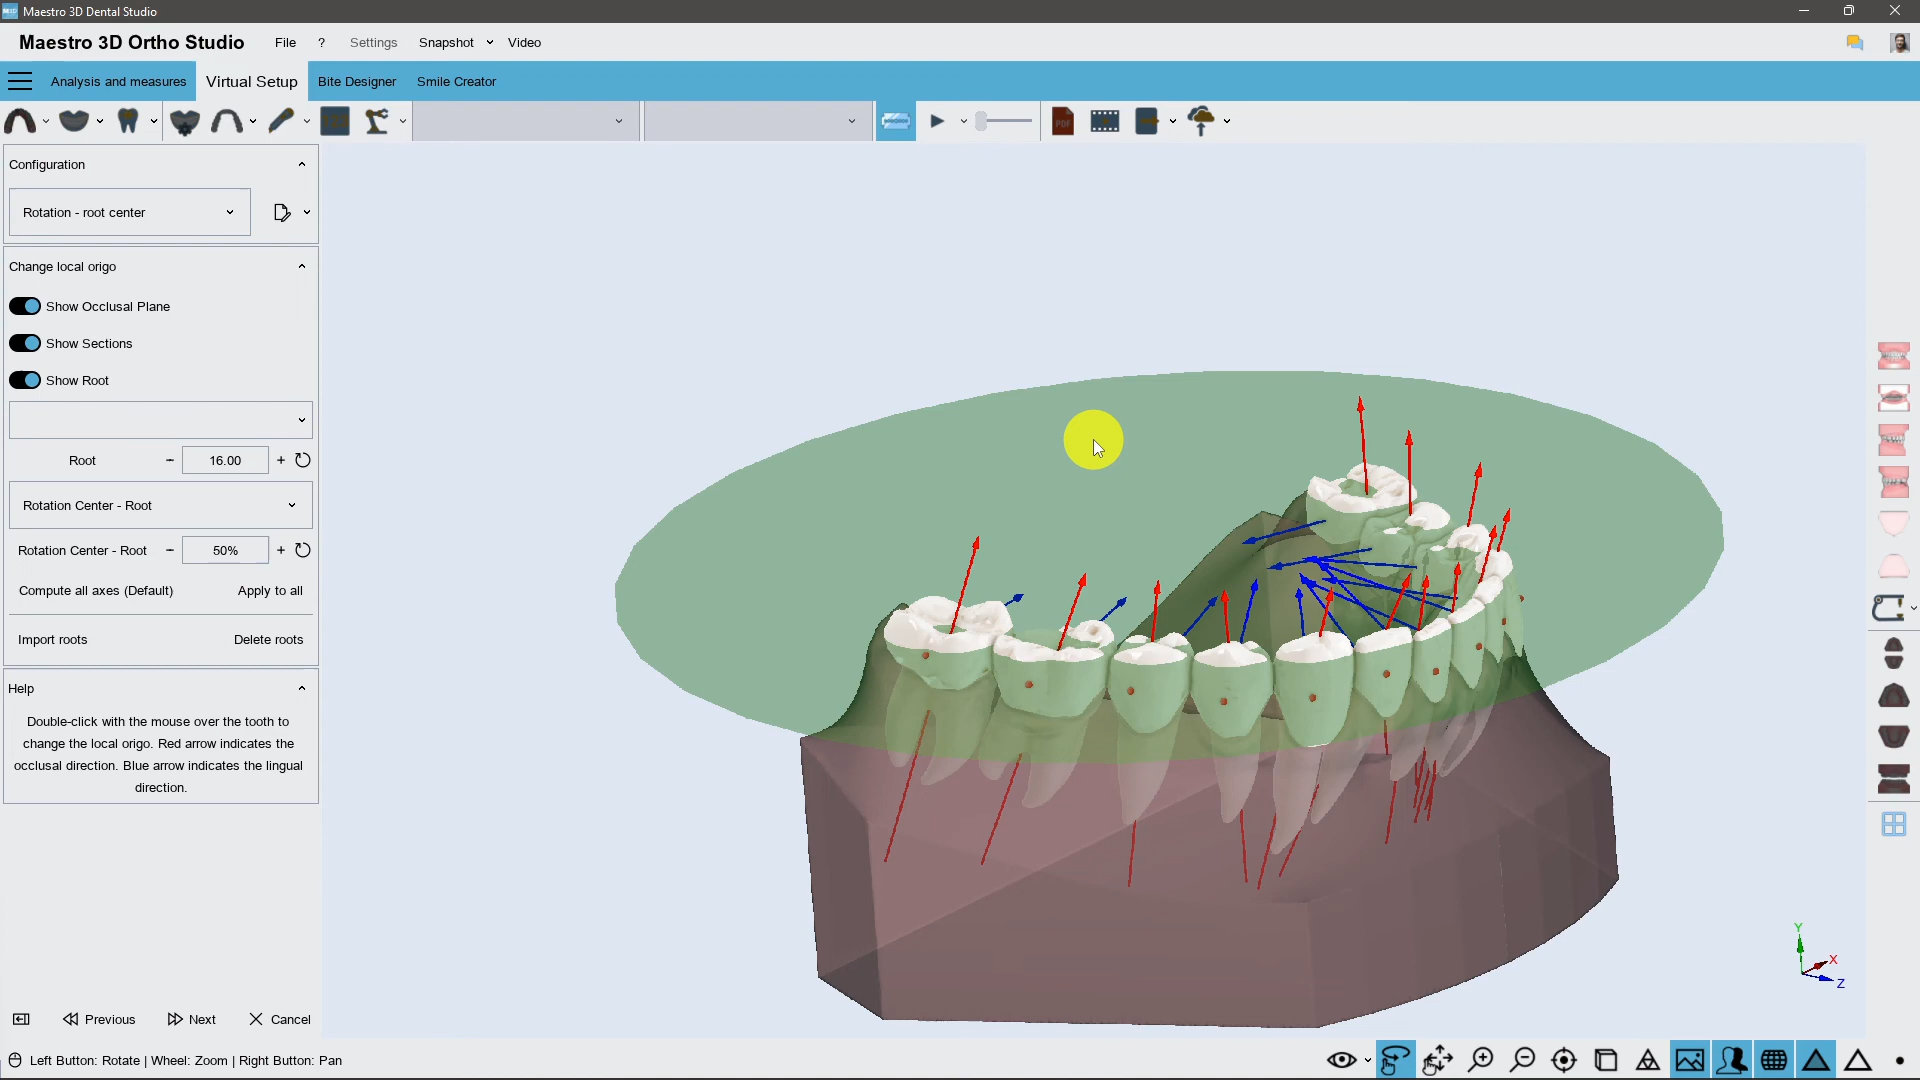 Maestro 3D Dental Studio
Maestro 3D Ortho Studio
File
?
Settings
Snapshot
Video
Analysis and measures
Virtual Setup
Bite Designer
Smile Creator
PDF
Configuration
Rotation - root center
Change local origo
Show Occlusal Plane
Show Sections
Show Root
Root
-
16.00
+
Rotation Center - Root
Rotation Center - Root
-
50%
+
Compute all axes (Default)
Apply to all
Import roots
Delete roots
Help
Double-click with the mouse over the tooth to
change the local origo. Red arrow indicates the
occlusal direction. Blue arrow indicates the lingual
direction.
Y
X
Z
Previous
Next
Cancel
Left Button: Rotate | Wheel: Zoom | Right Button: Pan